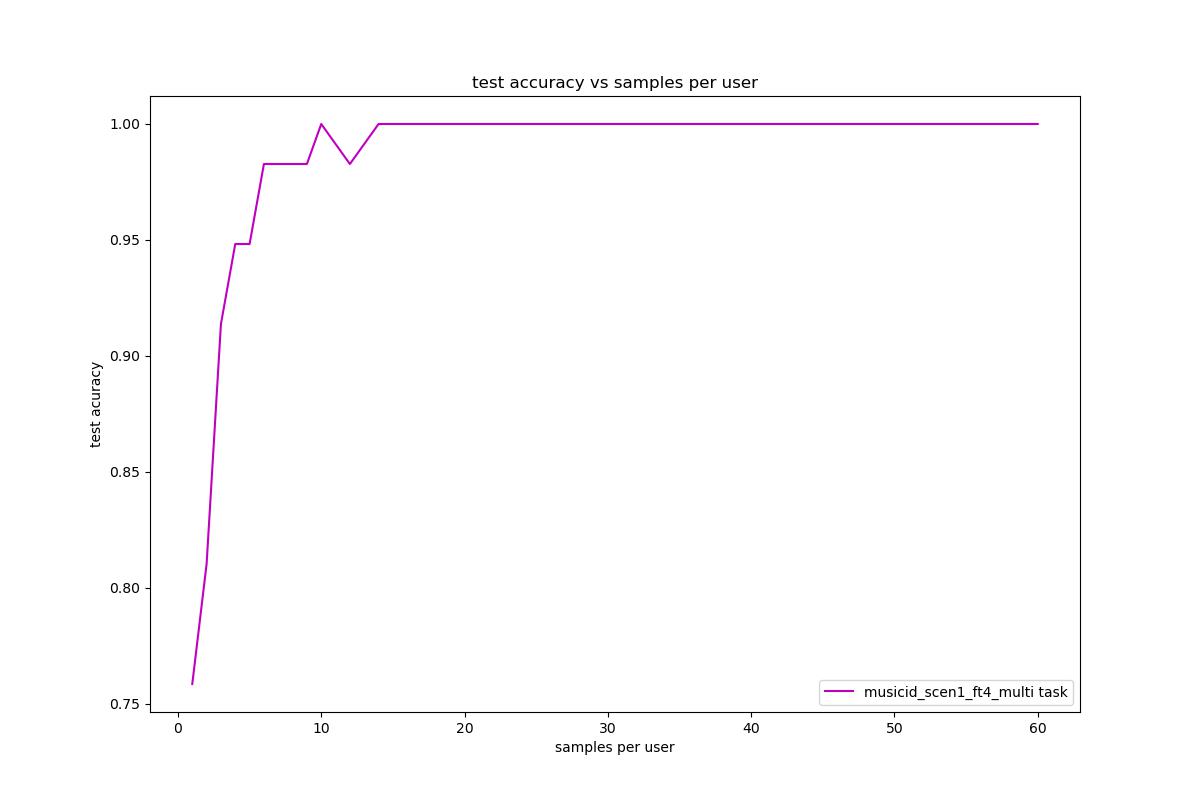 test accuracy vs samples per user
1.00
0.95
0.90
0.85
0.80
0.75
test acuracy
musicid_scen1_ft4_multi task
0 10 20 30 40 50 60
samples per user